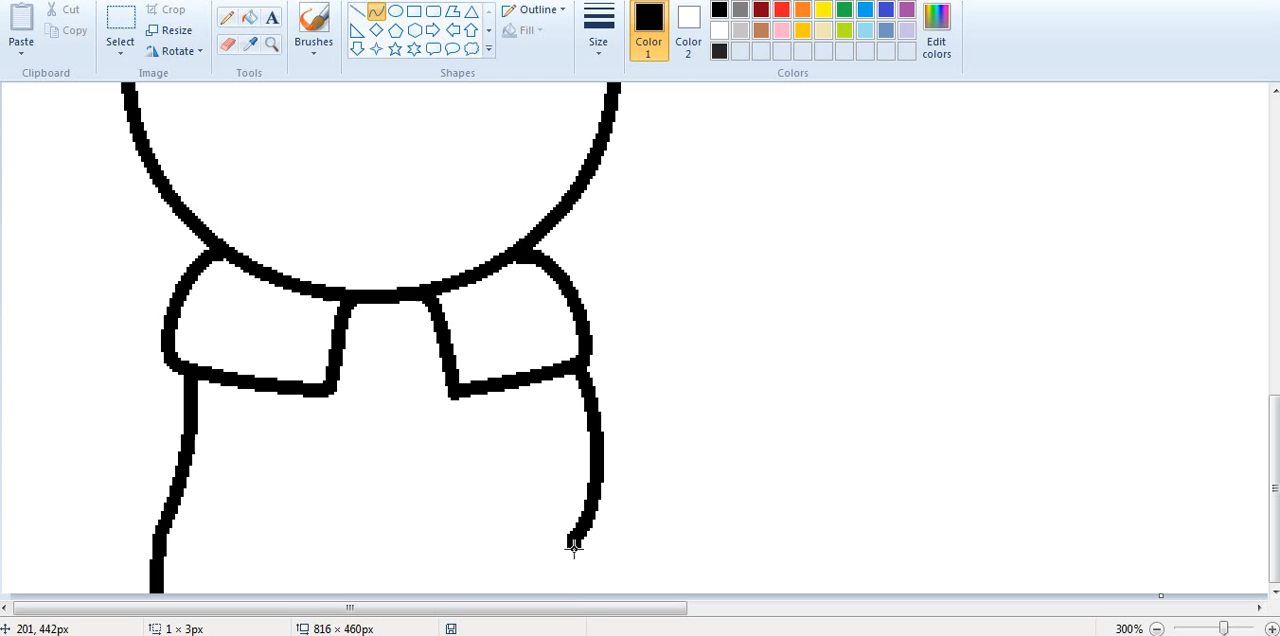 Cut
Crop
Outline
Copy
Resize
Fill
Paste
Select
Rotate
Brushes
Size
Color 1
Color 2
Edit colors
A
Clipboard
Image
Tools
Shapes
Colors
201, 442px
1 × 3px
816 × 460px
300%